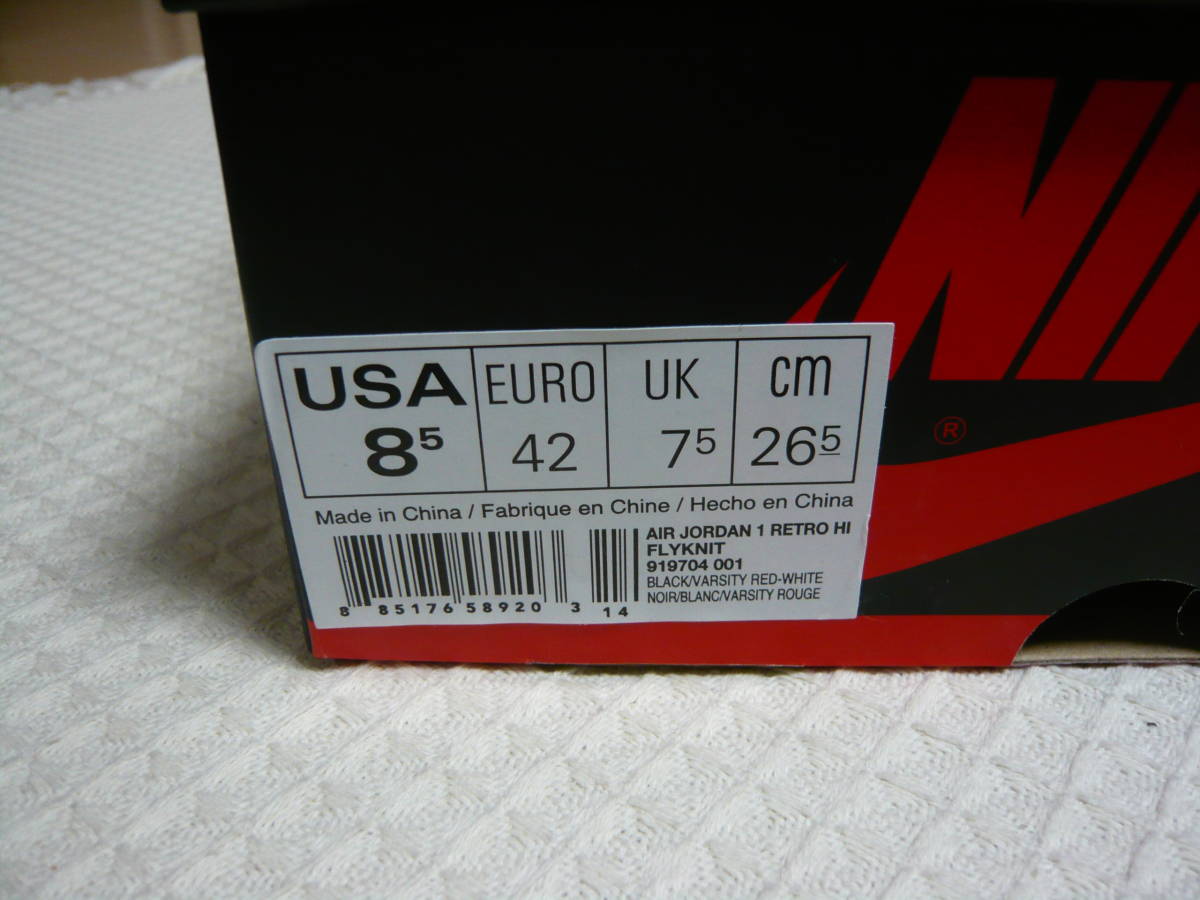 NI
®
USA EURO UK cm
8⁵ 42 7⁵ 26⁵
Made in China / Fabrique en Chine / Hecho en China
AIR JORDAN 1 RETRO HI
FLYKNIT
919704 001
BLACK/VARSITY RED-WHITE
NOIR/BLANC/VARSITY ROUGE
8 85176 58920 3 14